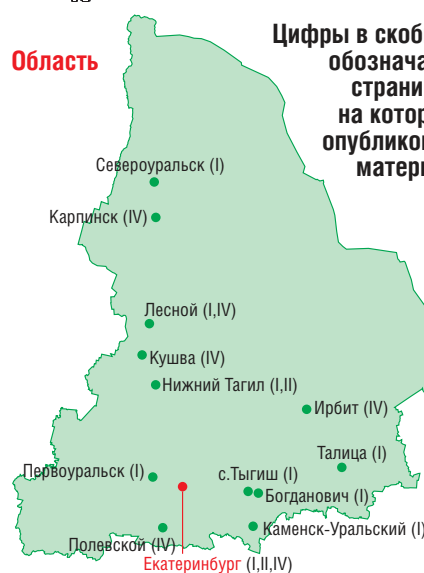 Область
Цифры в скоб
обознача
страни
на котор
опубликов
матери
Североуральск (I)
Карпинск (IV)
Лесной (I,IV)
Кушва (IV)
Нижний Тагил (I,II)
Ирбит (IV)
Талица (I)
Первоуральск (I)
с.Тыгиш (I)
Богданович (I)
Каменск-Уральский (I)
Полевской (IV)
Екатеринбург (I,II,IV)